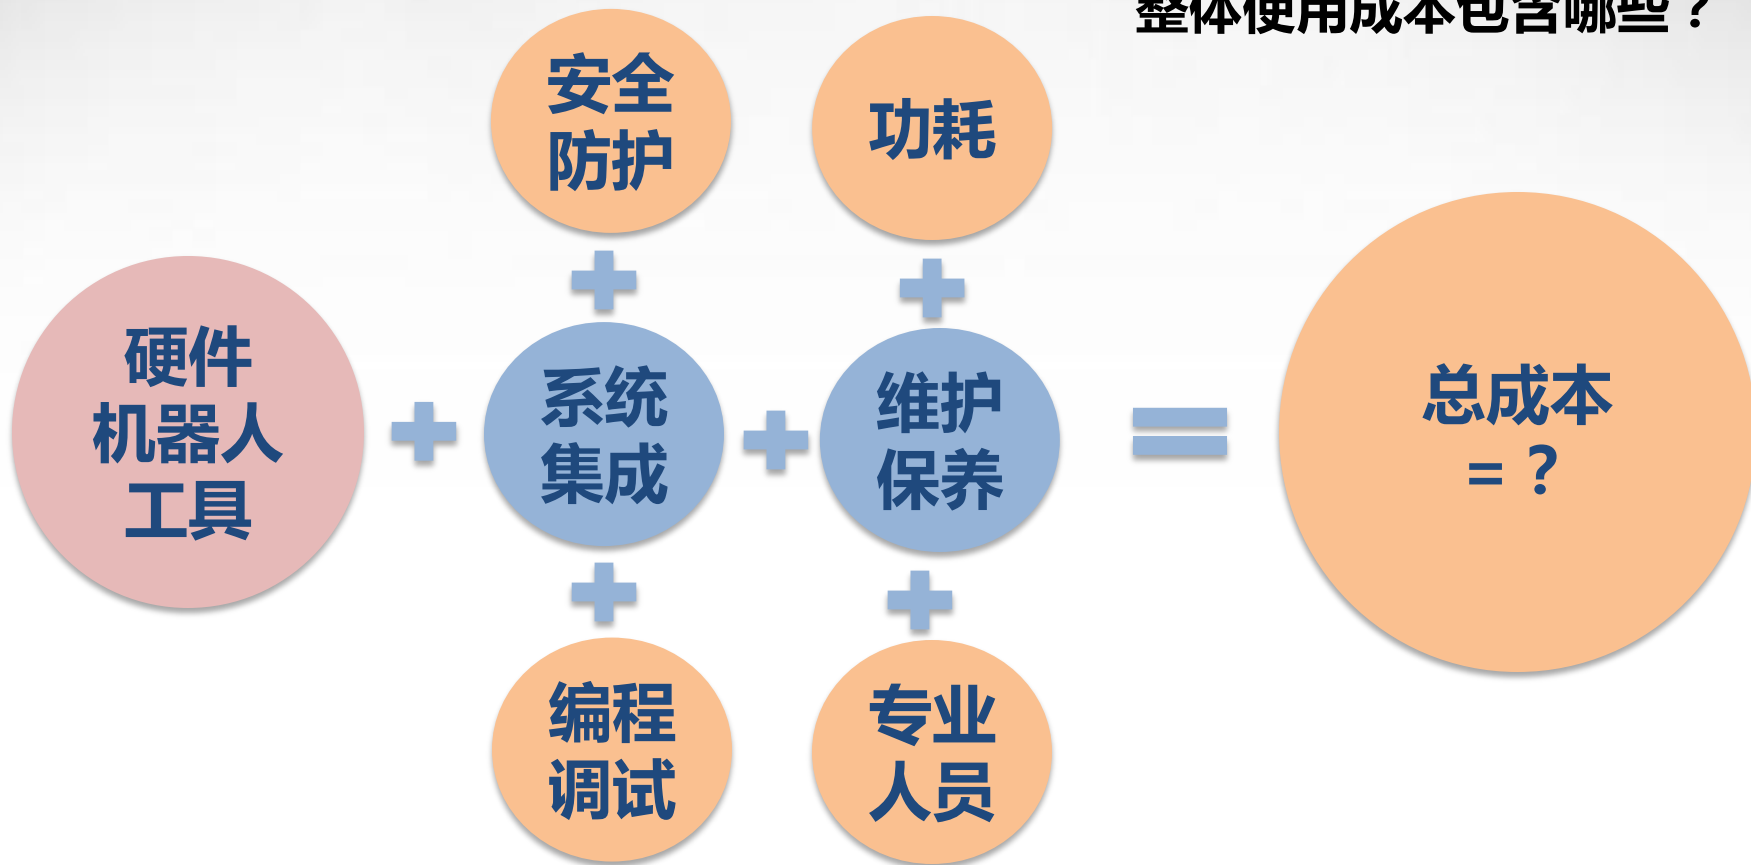 整体使用成本包含哪些？
安全
防护
功耗
硬件
机器人
工具
系统
集成
维护
保养
总成本
=？
编程
调试
专业
人员